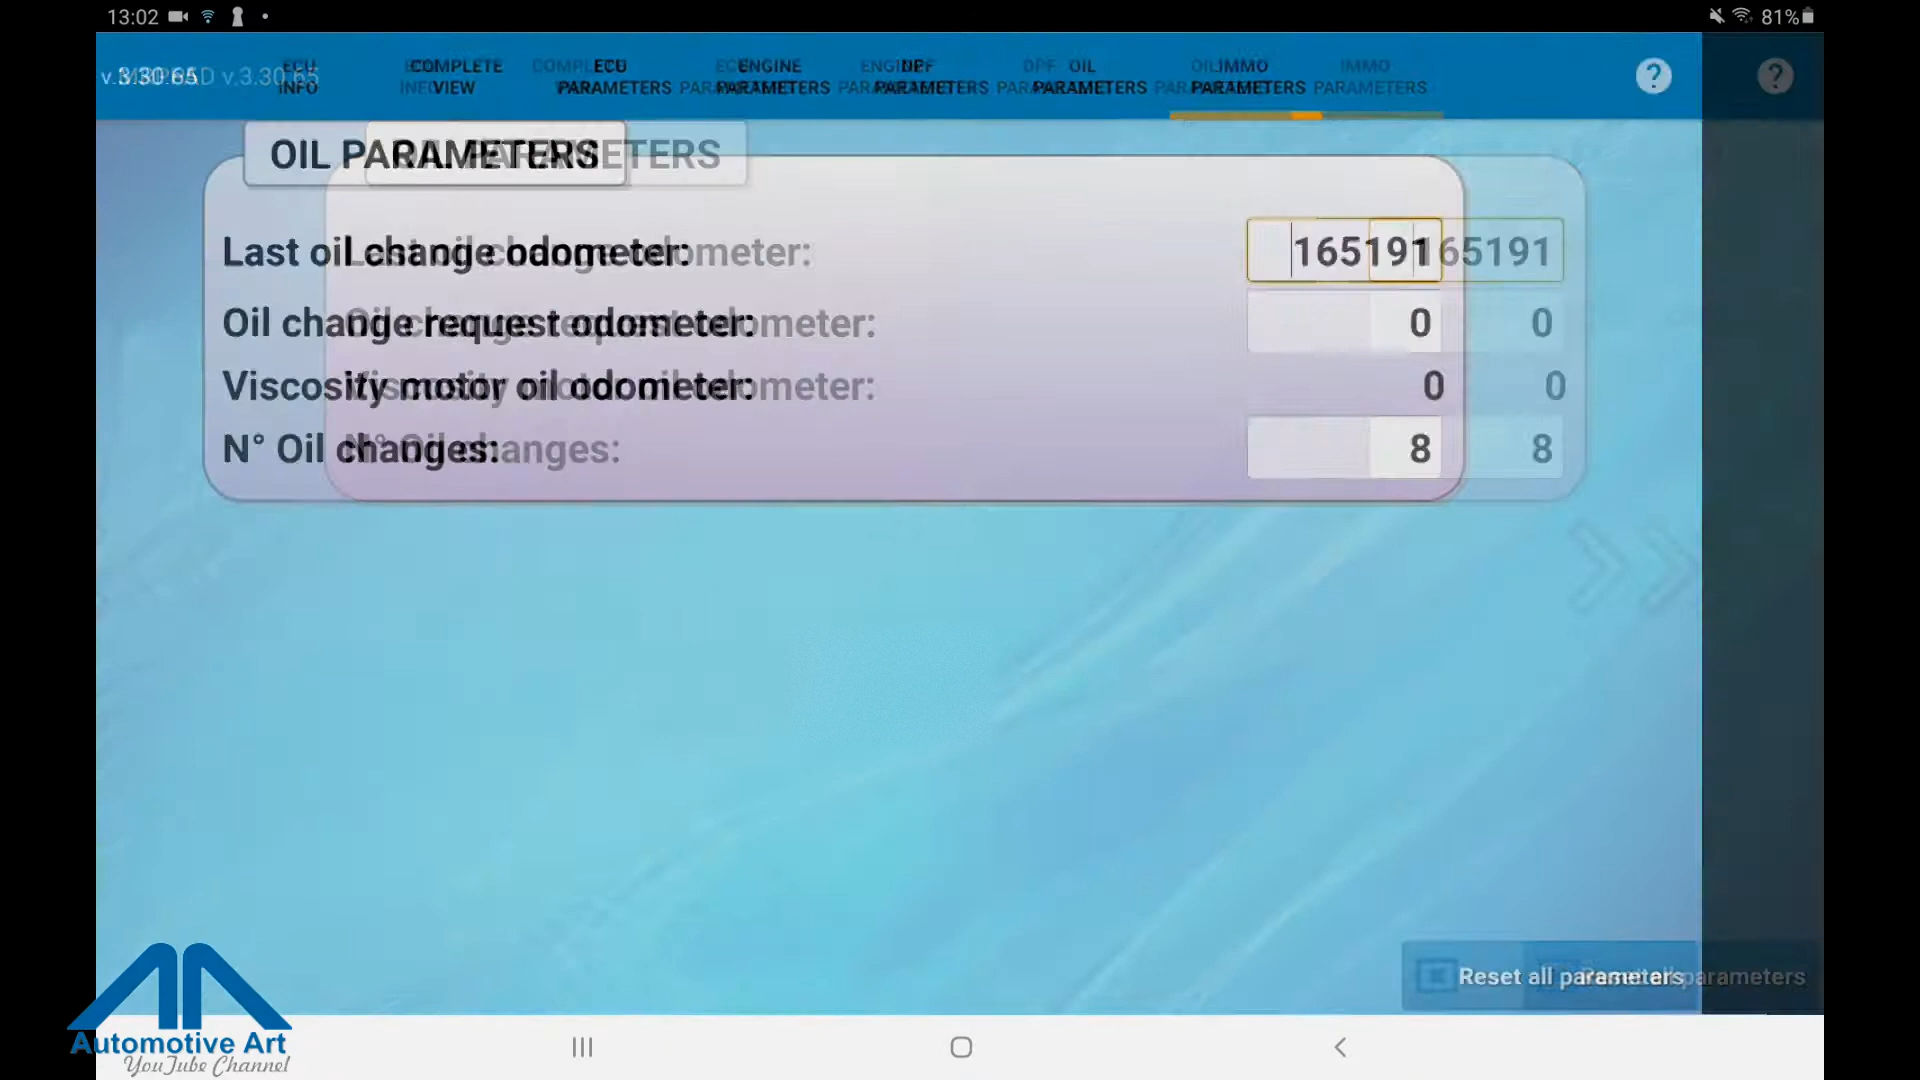 13:02
81%
v.3.30.65
ECU INFO
COMPLETE VIEW
ECU PARAMETERS
ENGINE PARAMETERS
DPF PARAMETERS
OIL PARAMETERS
IMMO PARAMETERS
?
OIL PARAMETERS
Last oil change odometer: 165191
Oil change request odometer: 0
Viscosity motor oil odometer: 0
N° Oil changes: 8
Reset all parameters
Automotive Art
YouTube Channel